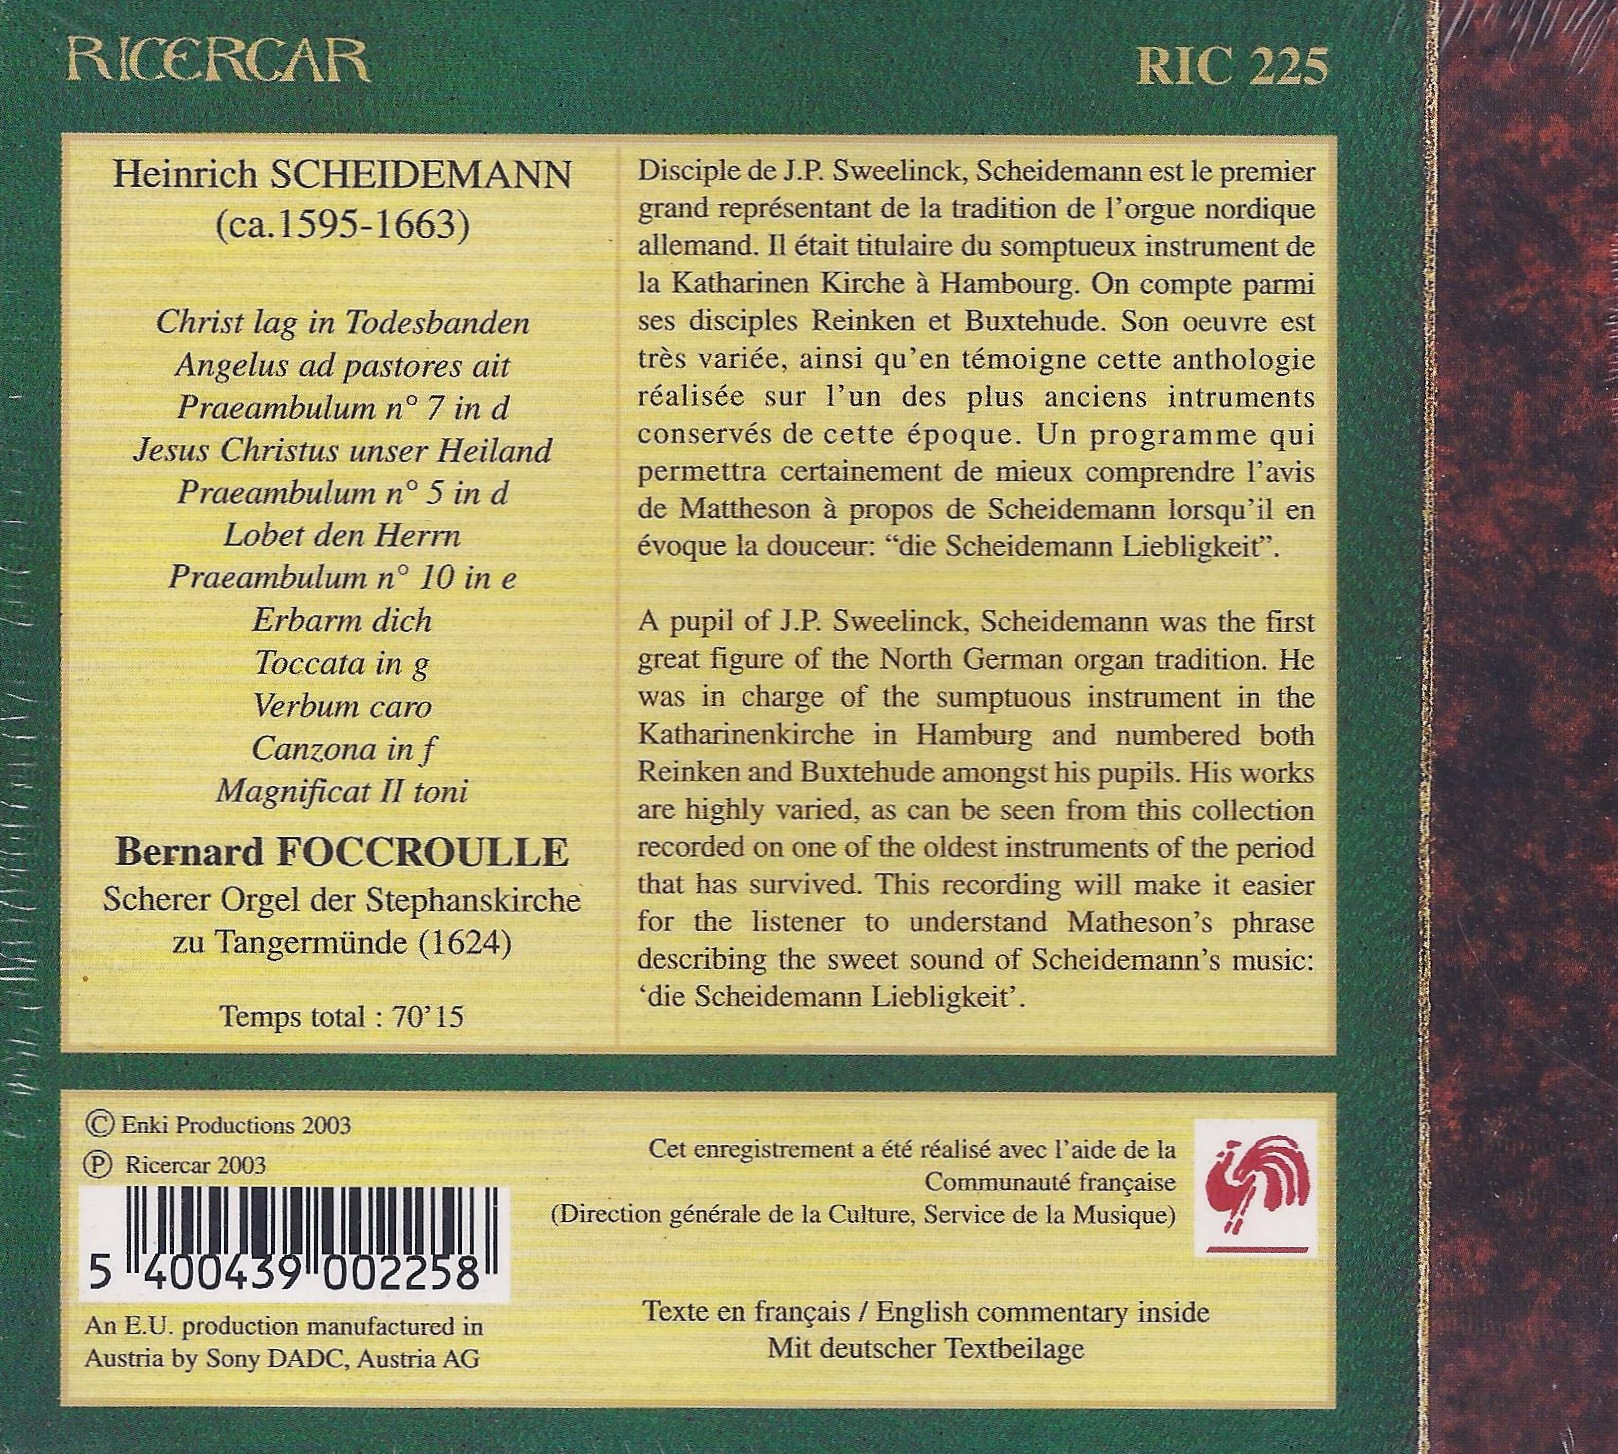 RICERCAR
RIC 225
Heinrich SCHEIDEMANN
(ca.1595-1663)
Christ lag in Todesbanden
Angelus ad pastores ait
Praeambulum n° 7 in d
Jesus Christus unser Heiland
Praeambulum n° 5 in d
Lobet den Herrn
Praeambulum n° 10 in e
Erbarm dich
Toccata in g
Verbum caro
Canzona in f
Magnificat II toni
Bernard FOCCROULLE
Scherer Orgel der Stephanskirche
zu Tangermünde (1624)
Temps total : 70'15
Disciple de J.P. Sweelinck, Scheidemann est le premier
grand représentant de la tradition de l'orgue nordique
allemand. Il était titulaire du somptueux instrument de
la Katharinen Kirche à Hambourg. On compte parmi
ses disciples Reinken et Buxtehude. Son oeuvre est
très variée, ainsi qu'en témoigne cette anthologie
réalisée sur l'un des plus anciens intruments
conservés de cette époque. Un programme qui
permettra certainement de mieux comprendre l'avis
de Mattheson à propos de Scheidemann lorsqu'il en
évoque la douceur: “die Scheidemann Liebligkeit”.
A pupil of J.P. Sweelinck, Scheidemann was the first
great figure of the North German organ tradition. He
was in charge of the sumptuous instrument in the
Katharinenkirche in Hamburg and numbered both
Reinken and Buxtehude amongst his pupils. His works
are highly varied, as can be seen from this collection
recorded on one of the oldest instruments of the period
that has survived. This recording will make it easier
for the listener to understand Matheson's phrase
describing the sweet sound of Scheidemann's music:
‘die Scheidemann Liebligkeit’.
© Enki Productions 2003
℗ Ricercar 2003
5 400439 002258
An E.U. production manufactured in
Austria by Sony DADC, Austria AG
Cet enregistrement a été réalisé avec l'aide de la
Communauté française
(Direction générale de la Culture, Service de la Musique)
Texte en français / English commentary inside
Mit deutscher Textbeilage